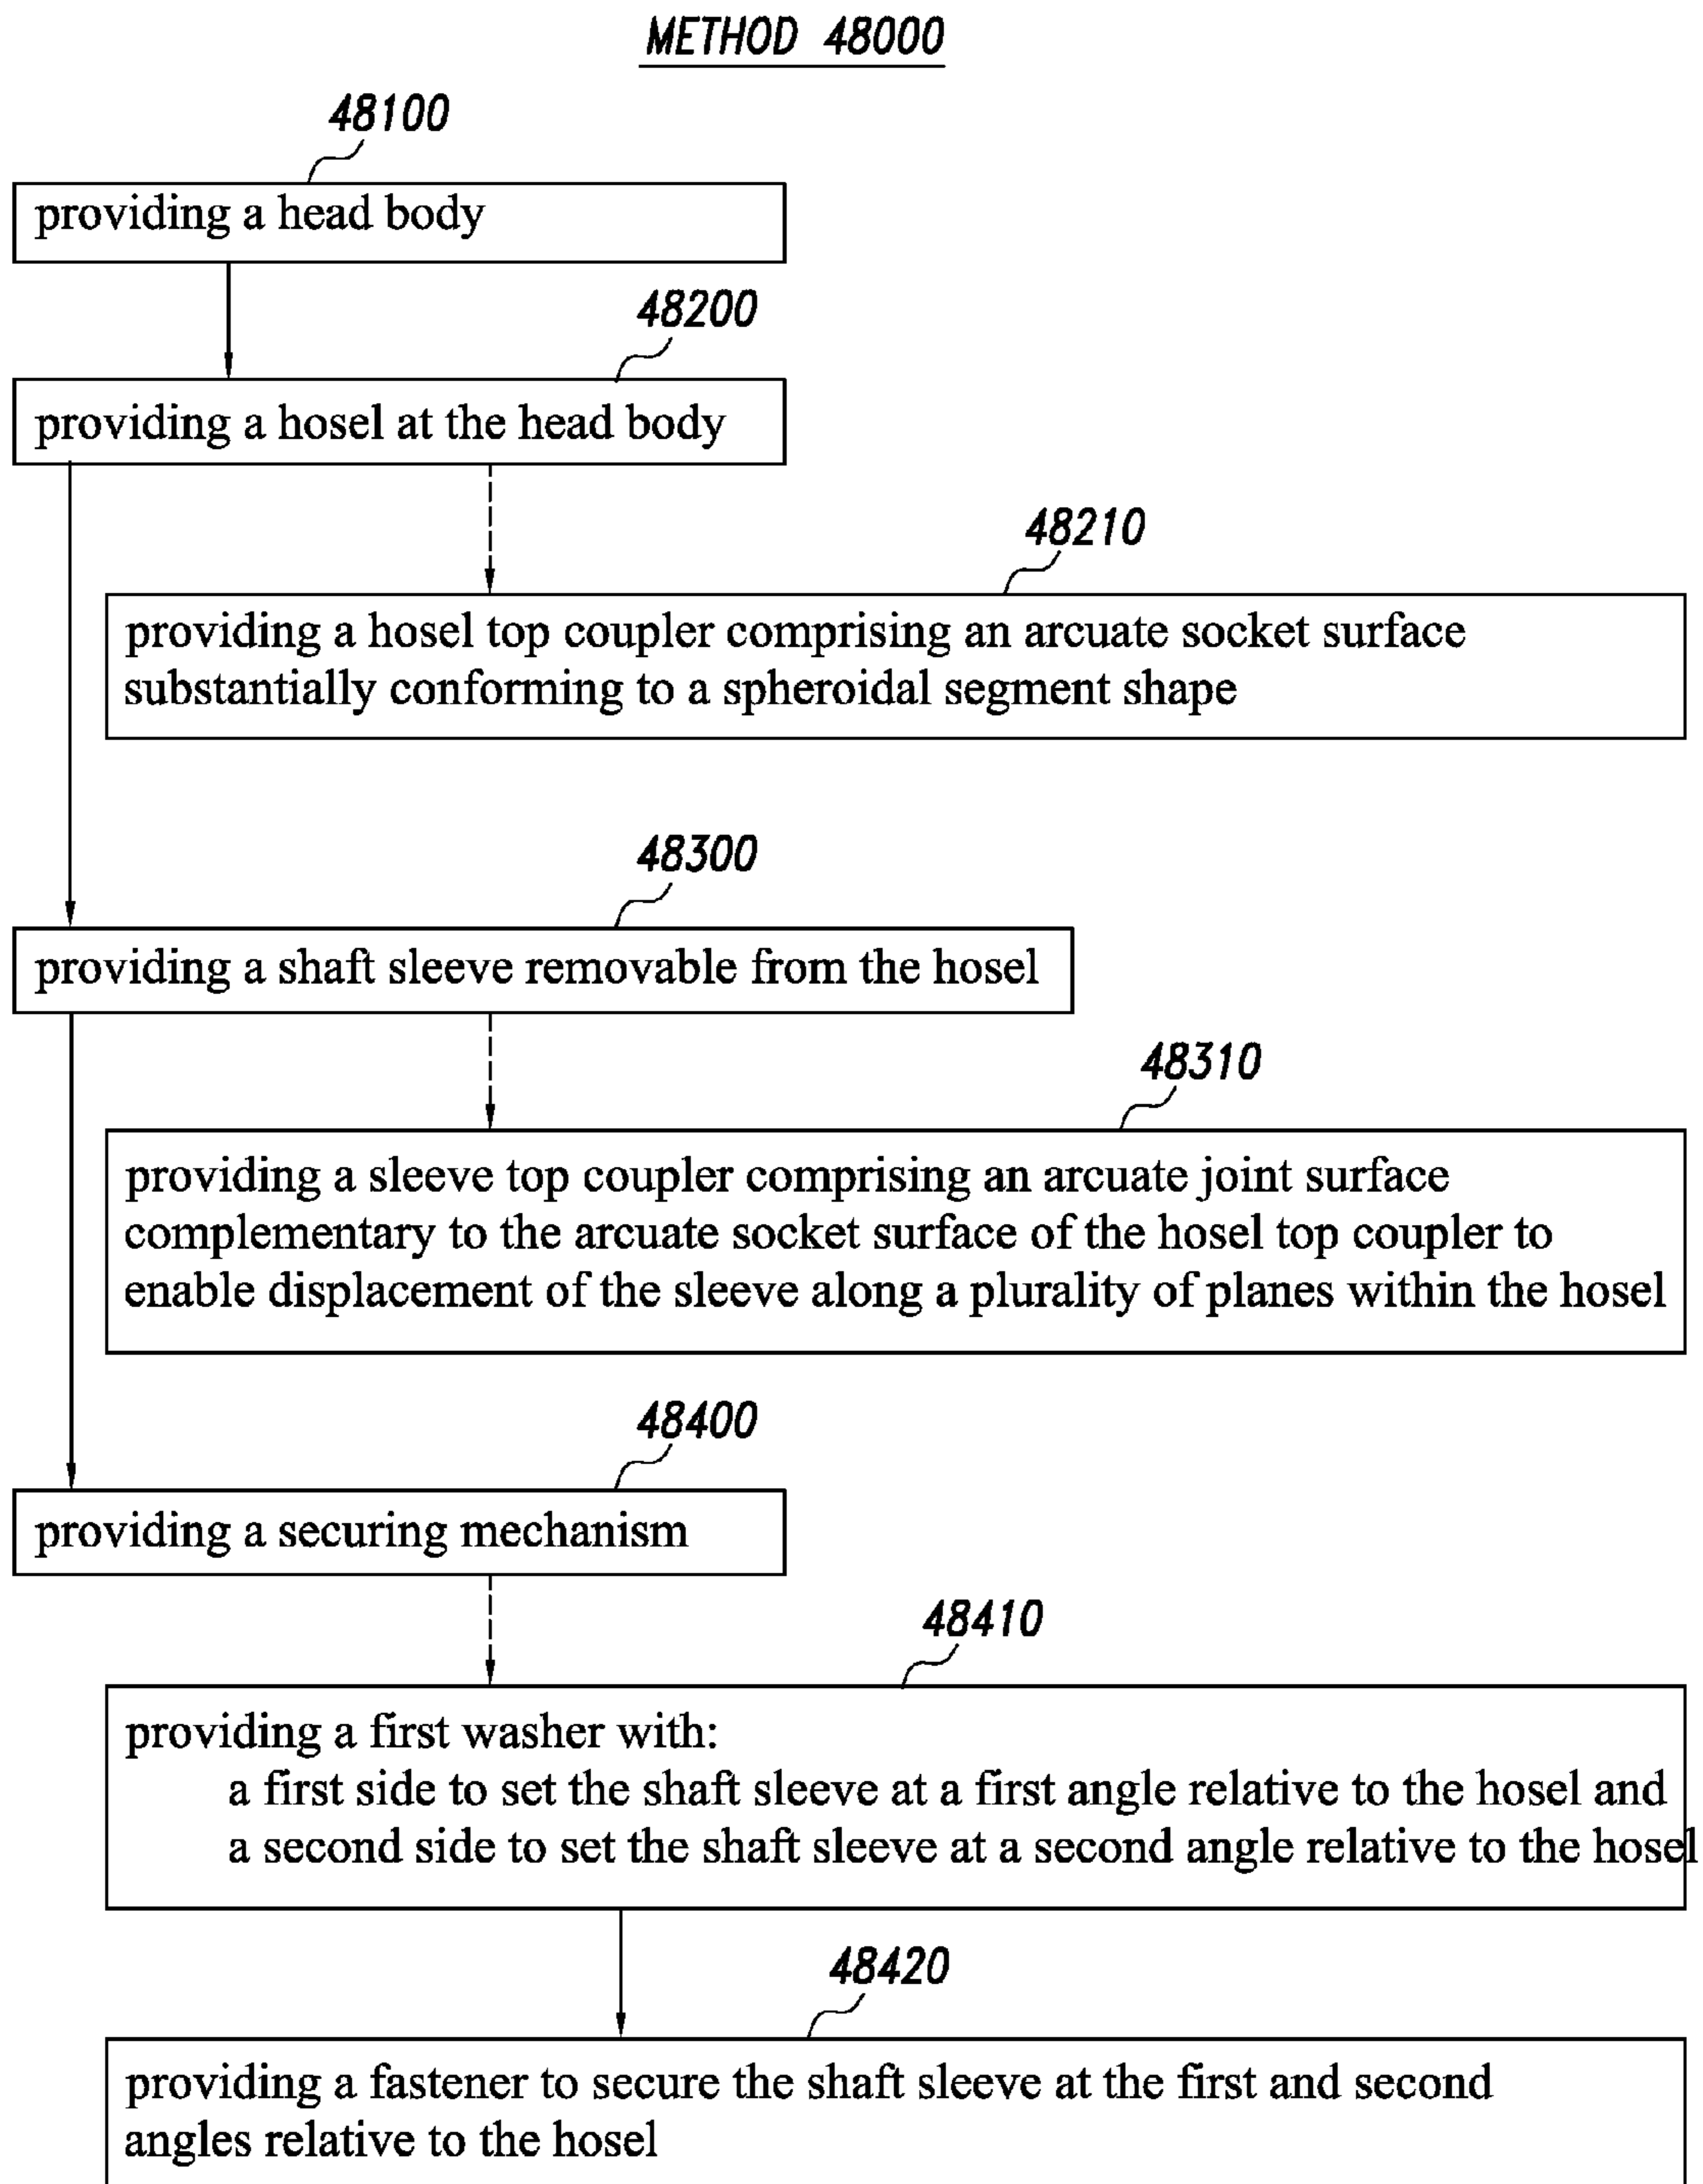 METHOD 48000
48100
providing a head body
48200
providing a hosel at the head body
48210
providing a hosel top coupler comprising an arcuate socket surface
substantially conforming to a spheroidal segment shape
48300
providing a shaft sleeve removable from the hosel
48310
providing a sleeve top coupler comprising an arcuate joint surface
complementary to the arcuate socket surface of the hosel top coupler to
enable displacement of the sleeve along a plurality of planes within the hosel
48400
providing a securing mechanism
48410
providing a first washer with:
a first side to set the shaft sleeve at a first angle relative to the hosel and
a second side to set the shaft sleeve at a second angle relative to the hosel
48420
providing a fastener to secure the shaft sleeve at the first and second
angles relative to the hosel